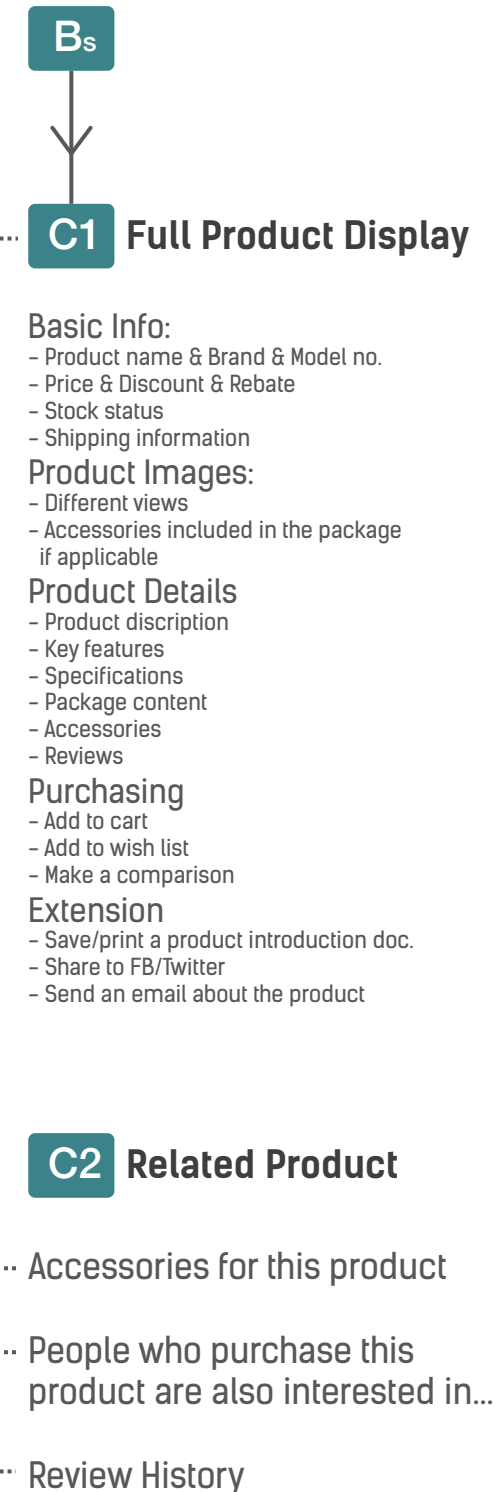 Bs
C1 Full Product Display
Basic Info:
- Product name & Brand & Model no.
- Price & Discount & Rebate
- Stock status
- Shipping information
Product Images:
- Different views
- Accessories included in the package
if applicable
Product Details
- Product discription
- Key features
- Specifications
- Package content
- Accessories
- Reviews
Purchasing
- Add to cart
- Add to wish list
- Make a comparison
Extension
- Save/print a product introduction doc.
- Share to FB/Twitter
- Send an email about the product
C2 Related Product
Accessories for this product
People who purchase this
product are also interested in...
Review History